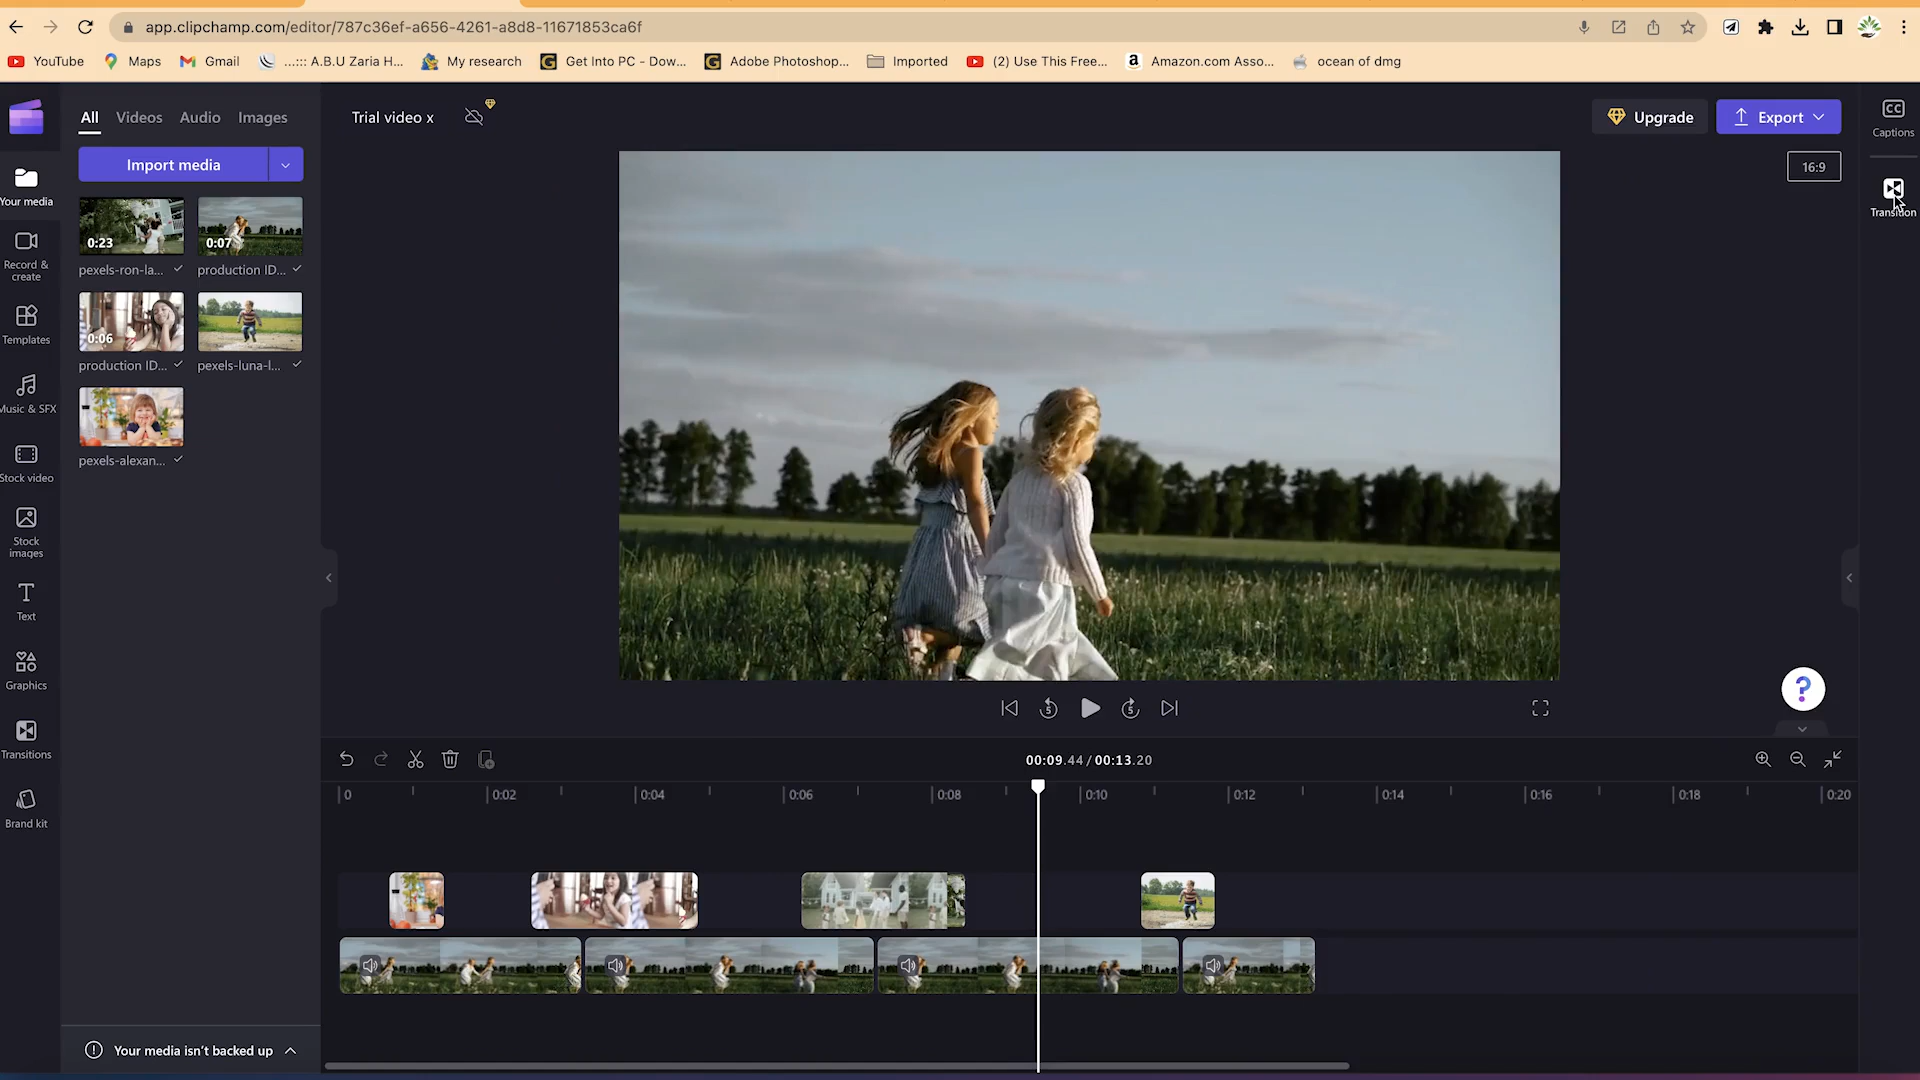 app.clipchamp.com/editor/787c36ef-a656-4261-a8d8-11671853ca6f
YouTube
Maps
Gmail
...::: A.B.U Zaria H...
My research
Get Into PC - Dow...
Adobe Photoshop...
Imported
(2) Use This Free...
a
Amazon.com Asso...
ocean of dmg
All
Videos
Audio
Images
Trial video x
Upgrade
Export
CC
Captions
Import media
16:9
Your media
Transition
0:23
0:07
pexels-ron-la...
production ID...
Record &
create
0:06
Templates
production ID...
pexels-luna-l...
Music & SFX
pexels-alexan...
Stock video
Stock
images
T
Text
Graphics
?
5
5
Transitions
00:09.44 / 00:13.20
0
0:02
0:04
0:06
0:08
0:10
0:12
0:14
0:16
0:18
0:20
Brand kit
Your media isn't backed up